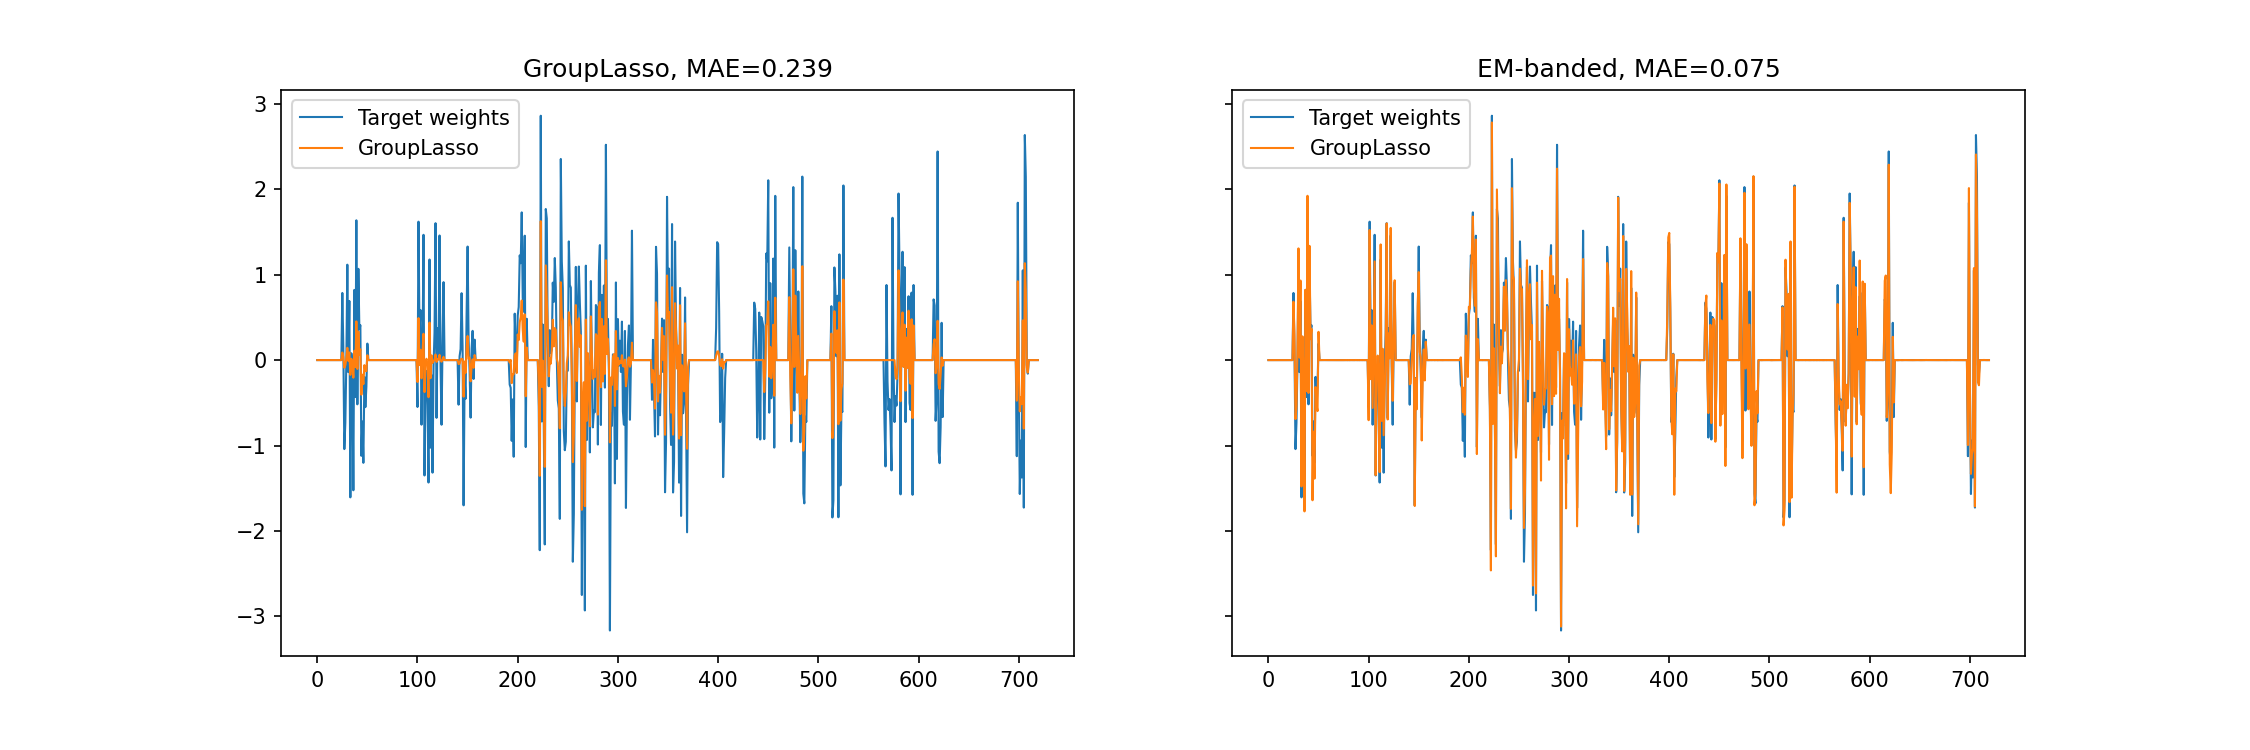 GroupLasso, MAE=0.239
Target weights
GroupLasso
3
2
1
0
−1
−2
−3
0 100 200 300 400 500 600 700
EM-banded, MAE=0.075
Target weights
GroupLasso
0 100 200 300 400 500 600 700